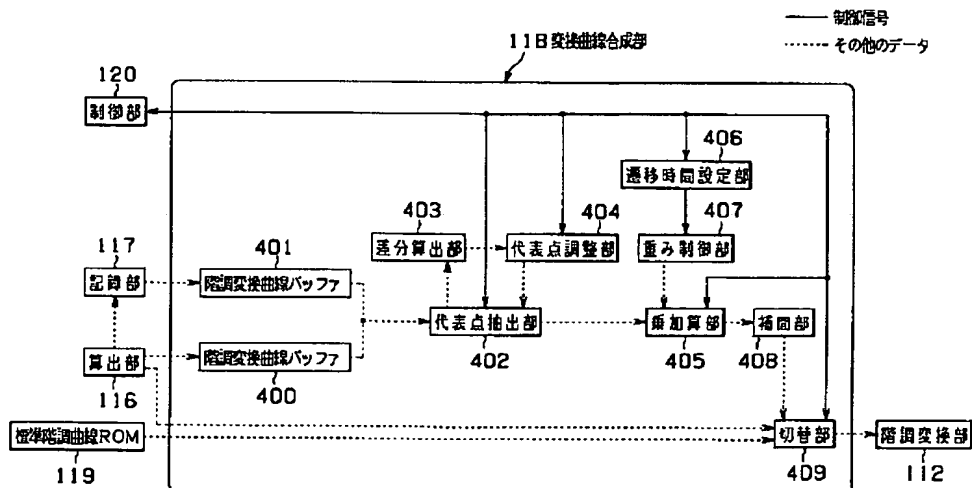 制御信号
その他のデータ
118変換曲線合成部
120
制御部
406
遷移時間設定部
403
404
407
差分算出部
代表点調整部
重み制御部
117
401
記録部
階調変換曲線バッファ
代表点抽出部
乗加算部
補間部
402
405
408
算出部
階調変換曲線バッファ
116
400
標準階調曲線ROM
切替部
階調変換部
119
409
112